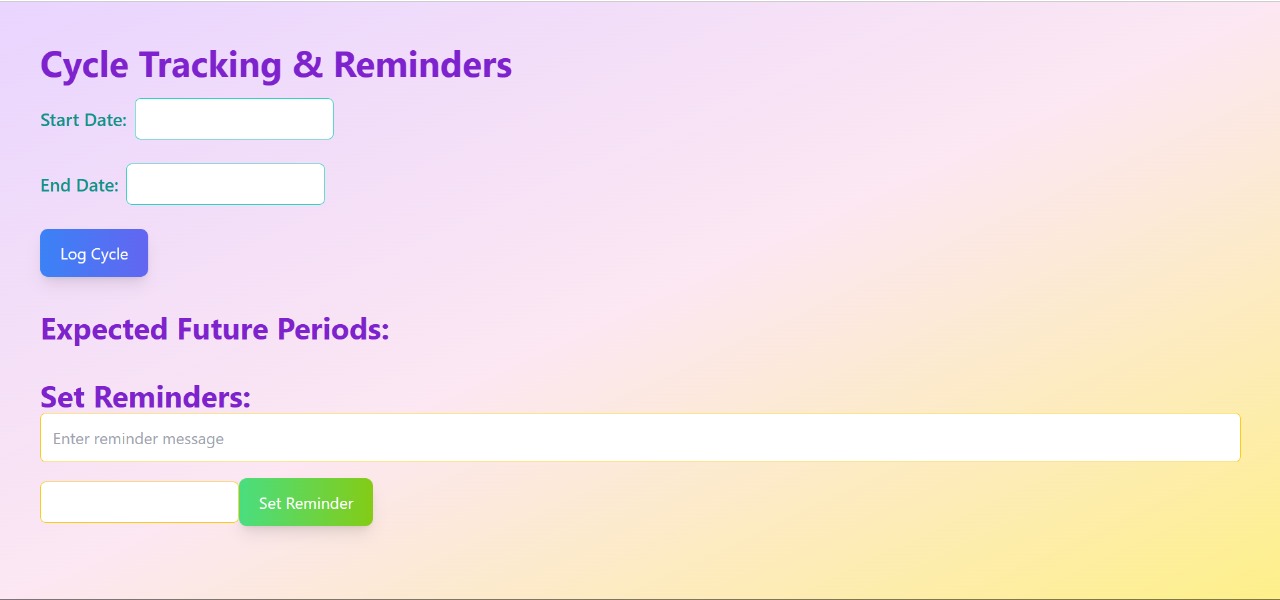 Cycle Tracking & Reminders
Start Date:
End Date:
Log Cycle
Expected Future Periods:
Set Reminders:
Enter reminder message
Set Reminder